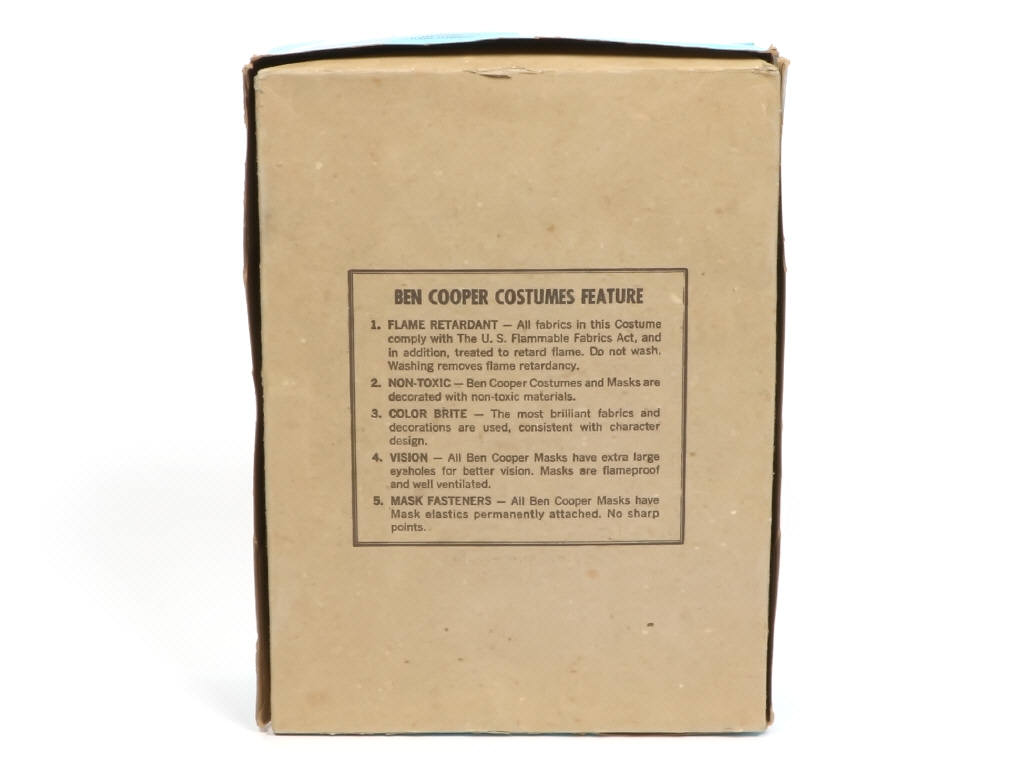 BEN COOPER COSTUMES FEATURE
1. FLAME RETARDANT — All fabrics in this Costume
comply with The U. S. Flammable Fabrics Act, and
in addition, treated to retard flame. Do not wash.
Washing removes flame retardancy.
2. NON-TOXIC — Ben Cooper Costumes and Masks are
decorated with non-toxic materials.
3. COLOR BRITE — The most brilliant fabrics and
decorations are used, consistent with character
design.
4. VISION — All Ben Cooper Masks have extra large
eyeholes for better vision. Masks are flameproof
and well ventilated.
5. MASK FASTENERS — All Ben Cooper Masks have
Mask elastics permanently attached. No sharp
points.